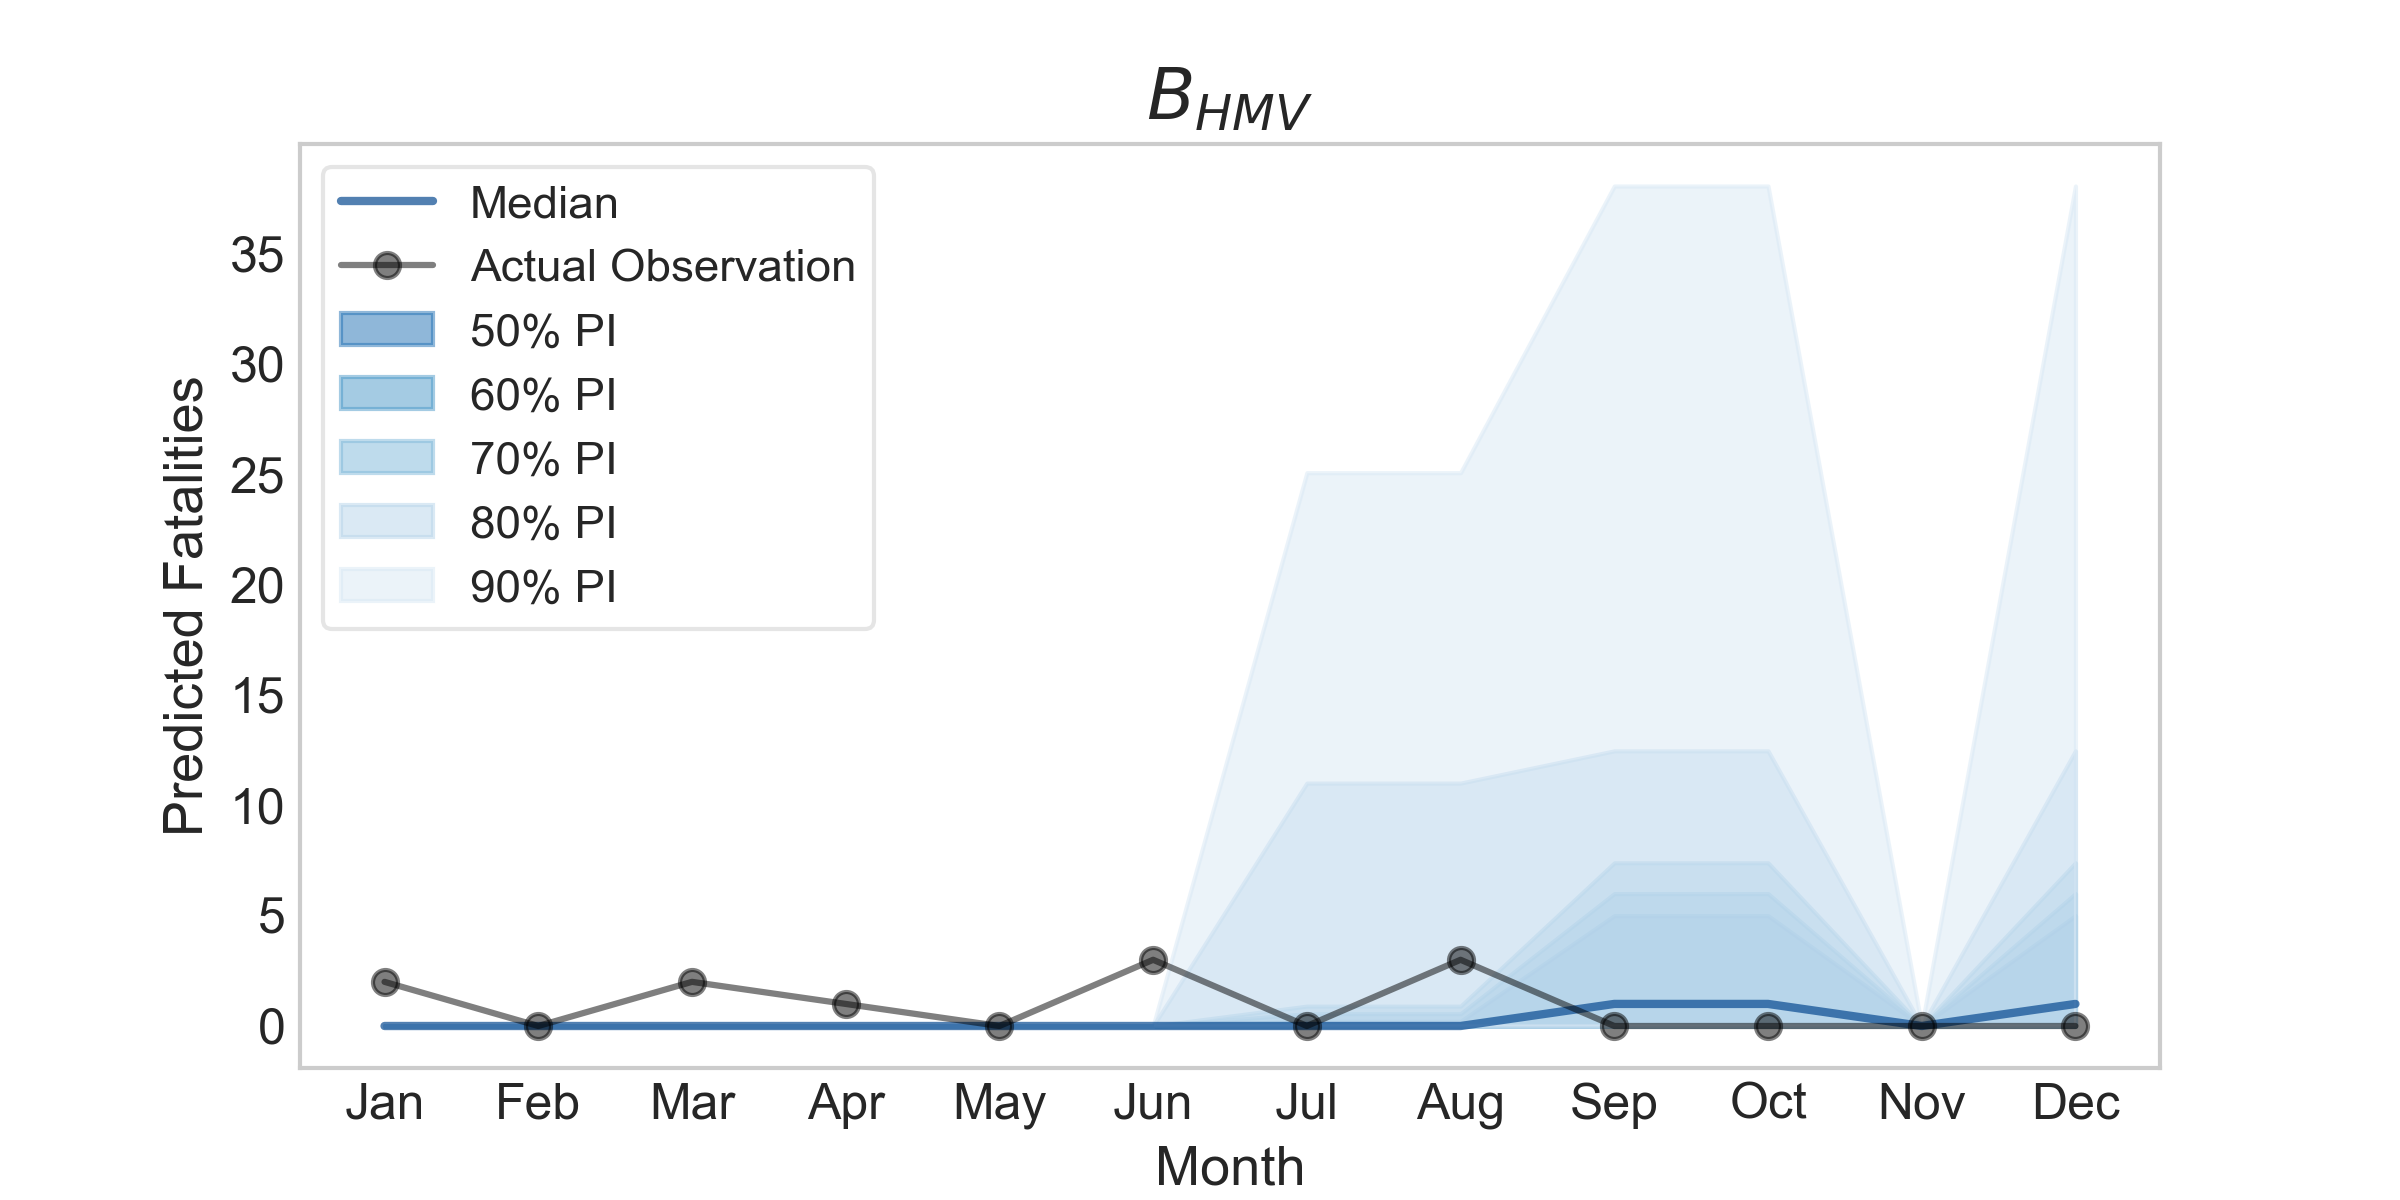 B_HMV
Median
Actual Observation
50% PI
60% PI
70% PI
80% PI
90% PI
Predicted Fatalities
35
30
25
20
15
10
5
0
Jan Feb Mar Apr May Jun Jul Aug Sep Oct Nov Dec
Month